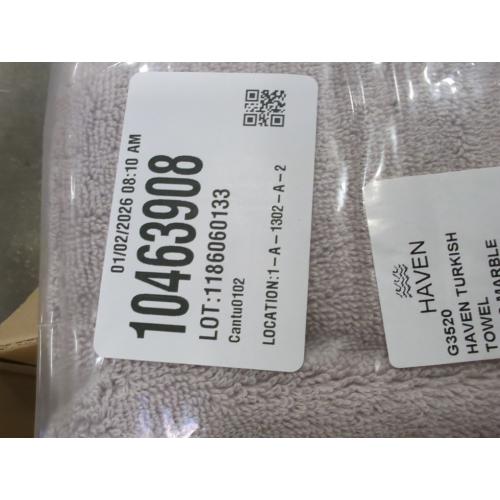 01/02/2026 08:10 AM
10463908
LOT:1186060133
Cantu0102
LOCATION:1-A-1302-A-2
HAVEN
G3520
HAVEN TURKISH
TOWEL
MARBLE